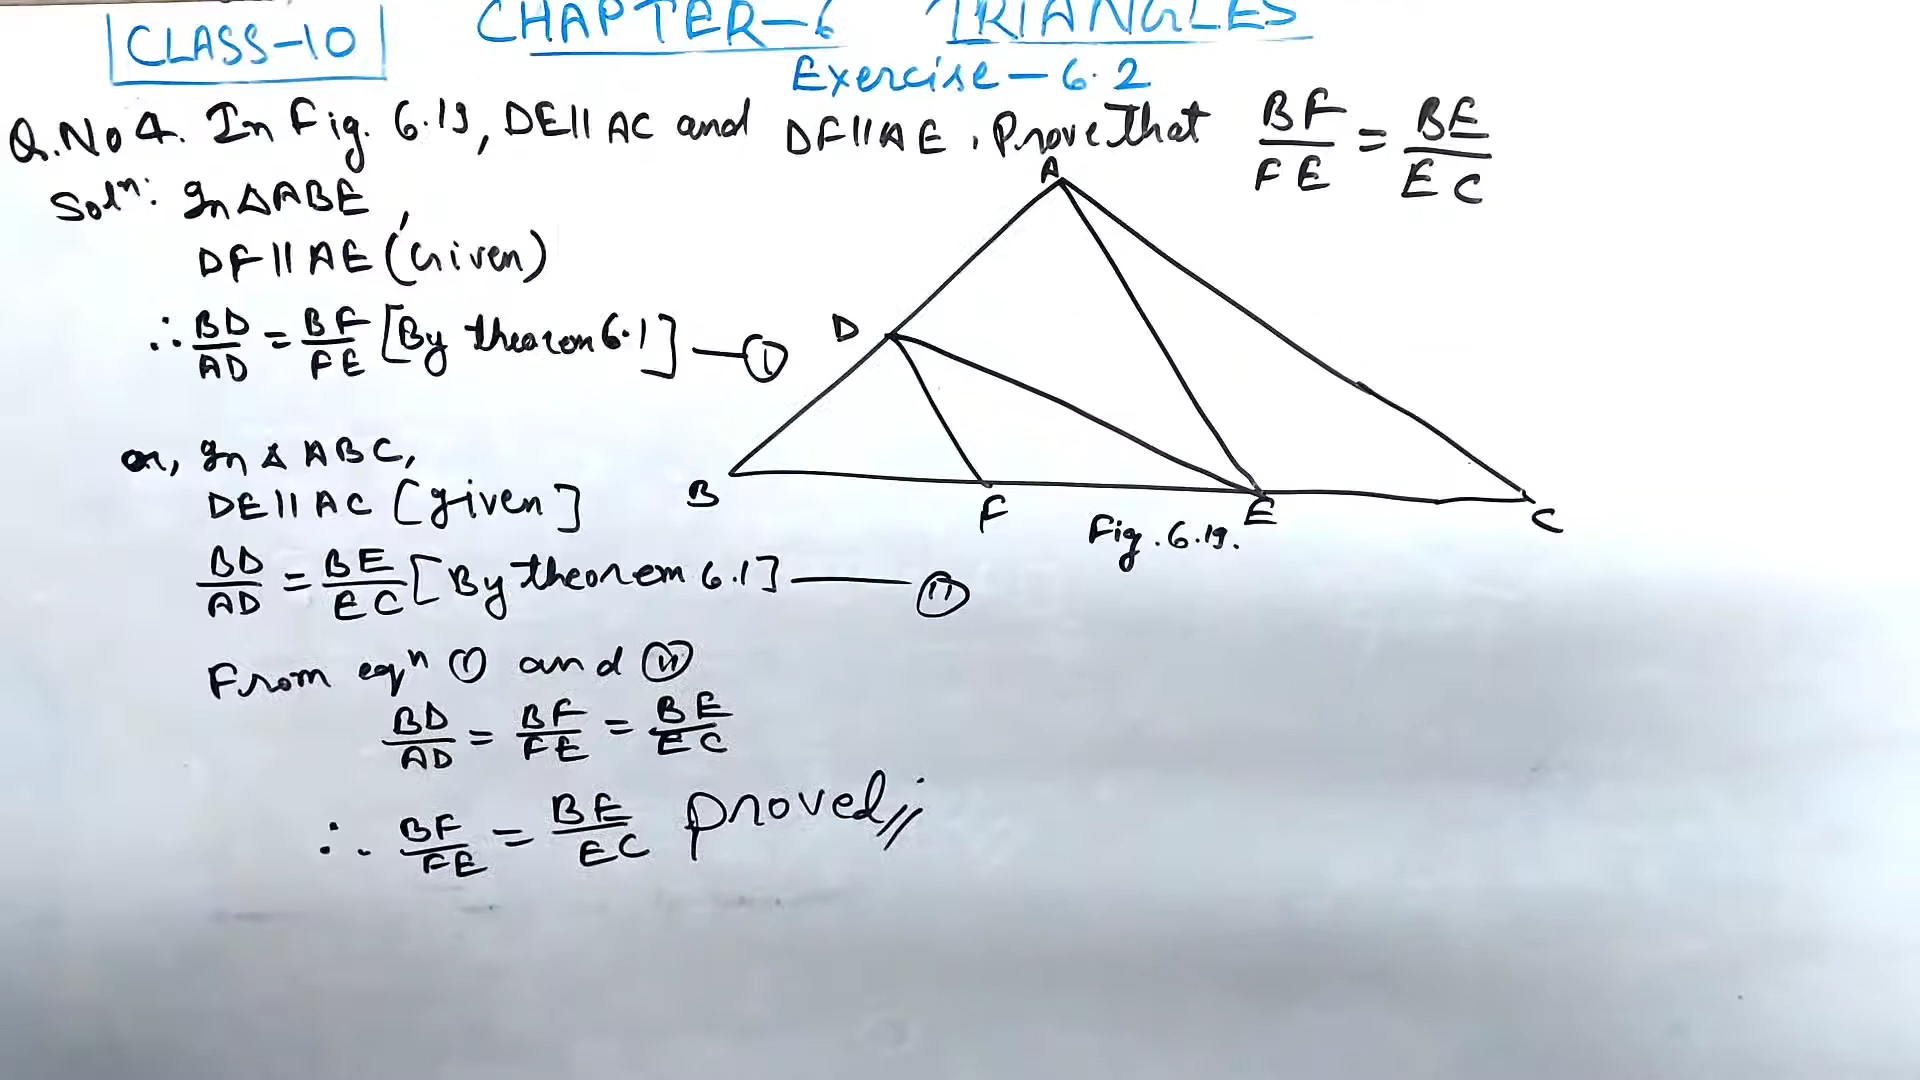 CLASS-10
CHAPTER-6 TRIANGLES
Exercise-6.2
Q.No 4. In Fig. 6.19, DE||AC and DF||AE. Prove that BF/FE = BE/EC
Solⁿ: In △ABE,
DF||AE (Given)
∴ BD/AD = BF/FE [By theorem 6.1] — (i)
or, In △ABC,
DE||AC [given]
BD/AD = BE/EC [By theorem 6.1] — (ii)
From eqⁿ (i) and (ii)
BD/AD = BF/FE = BE/EC
∴ BF/FE = BE/EC proved//
A
D
B
F
E
C
Fig. 6.19.